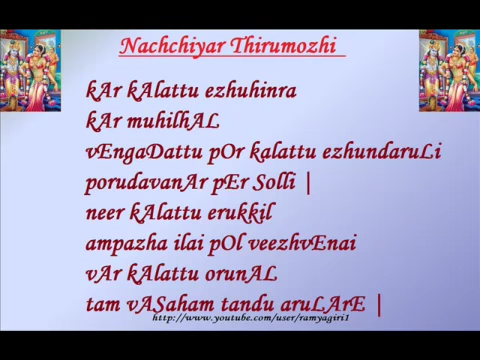 Nachchiyar Thirumozhi
kAr kAlattu ezhuhinra
kAr muhilhAL
vEngaDattu pOr kalattu ezhundaruLi
porudavanAr pEr Solli |
neer kAlattu erukkil
ampazha ilai pOl veezhvEnai
vAr kAlattu orunAL
tam vASaham tandu aruLArE |
http://www.youtube.com/user/ramyagiri1